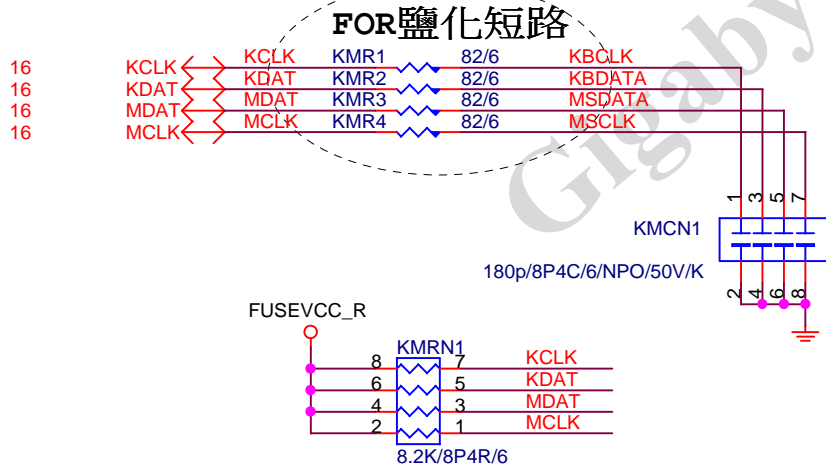 FOR鹽化短路
16 KCLK KCLK KMR1 82/6 KBCLK
16 KDAT KDAT KMR2 82/6 KBDATA
16 MDAT MDAT KMR3 82/6 MSDATA
16 MCLK MCLK KMR4 82/6 MSCLK
Gigaby
1 3 5 7
KMCN1
180p/8P4C/6/NPO/50V/K
2 4 6 8
FUSEVCC_R
KMRN1
8 7 KCLK
6 5 KDAT
4 3 MDAT
2 1 MCLK
8.2K/8P4R/6